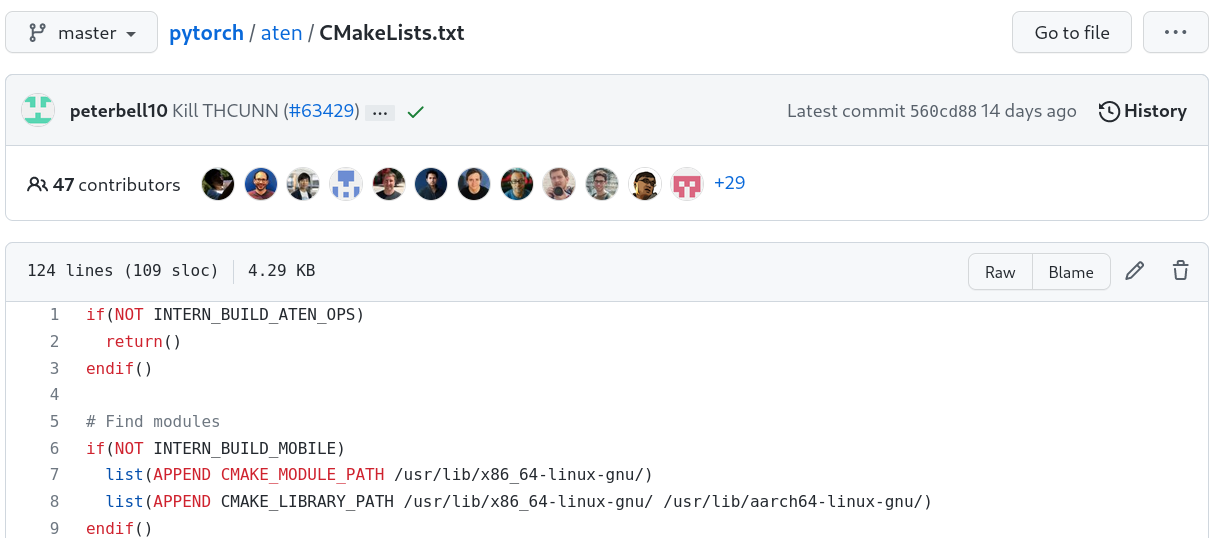 master pytorch / aten / CMakeLists.txt Go to file ...
peterbell10 Kill THCUNN (#63429) ... Latest commit 560cd88 14 days ago History
47 contributors +29
124 lines (109 sloc) 4.29 KB Raw Blame
1 if(NOT INTERN_BUILD_ATEN_OPS)
2   return()
3 endif()
4
5 # Find modules
6 if(NOT INTERN_BUILD_MOBILE)
7   list(APPEND CMAKE_MODULE_PATH /usr/lib/x86_64-linux-gnu/)
8   list(APPEND CMAKE_LIBRARY_PATH /usr/lib/x86_64-linux-gnu/ /usr/lib/aarch64-linux-gnu/)
9 endif()